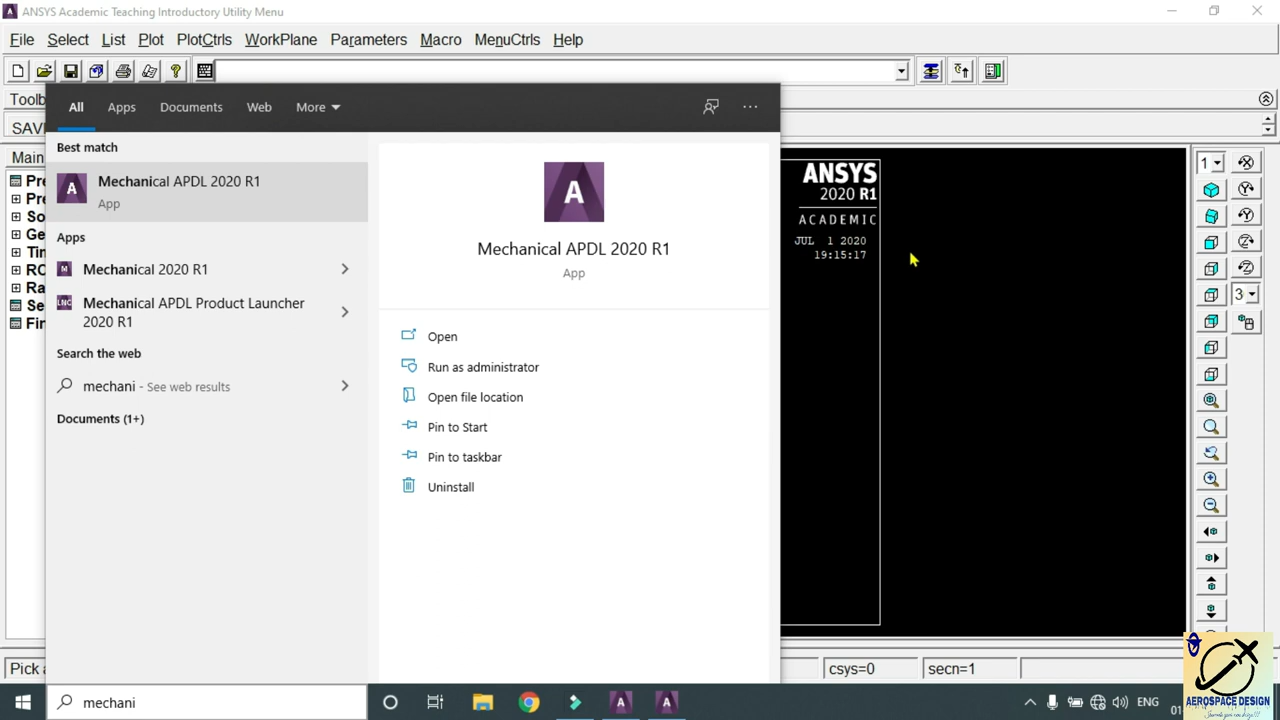 ANSYS Academic Teaching Introductory Utility Menu
File Select List Plot PlotCtrls WorkPlane Parameters Macro MenuCtrls Help
All Apps Documents Web More
Best match
Mechanical APDL 2020 R1
App
Apps
Mechanical 2020 R1
Mechanical APDL Product Launcher
2020 R1
Search the web
mechani - See web results
Documents (1+)
Mechanical APDL 2020 R1
App
Open
Run as administrator
Open file location
Pin to Start
Pin to taskbar
Uninstall
Main
ANSYS
2020 R1
ACADEMIC
JUL 1 2020
19:15:17
1
3
csys=0
secn=1
mechani
ENG
AEROSPACE DESIGN